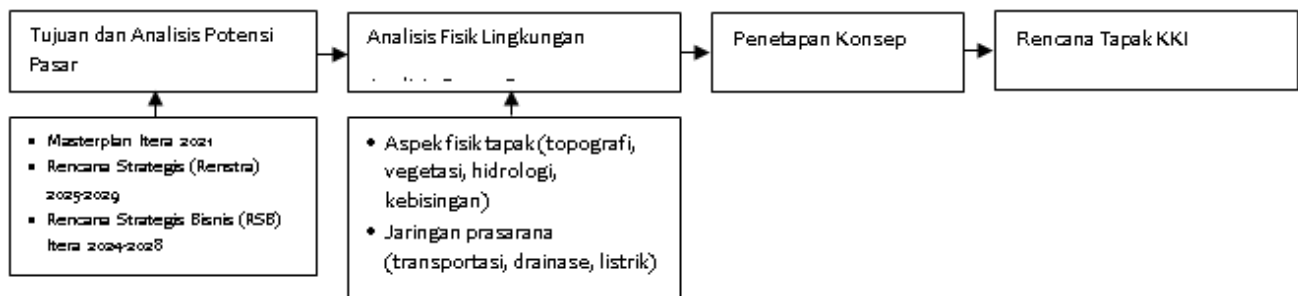 Tujuan dan Analisis Potensi
Pasar
Analisis Fisik Lingkungan
Penetapan Konsep
Rencana Tapak KKI
• Masterplan Itera 2021
• Rencana Strategis (Renstra)
2025-2029
• Rencana Strategis Bisnis (RSB)
Itera 2024-2028
• Aspek fisik tapak (topografi,
vegetasi, hidrologi,
kebisingan)
• Jaringan prasarana
(transportasi, drainase, listrik)